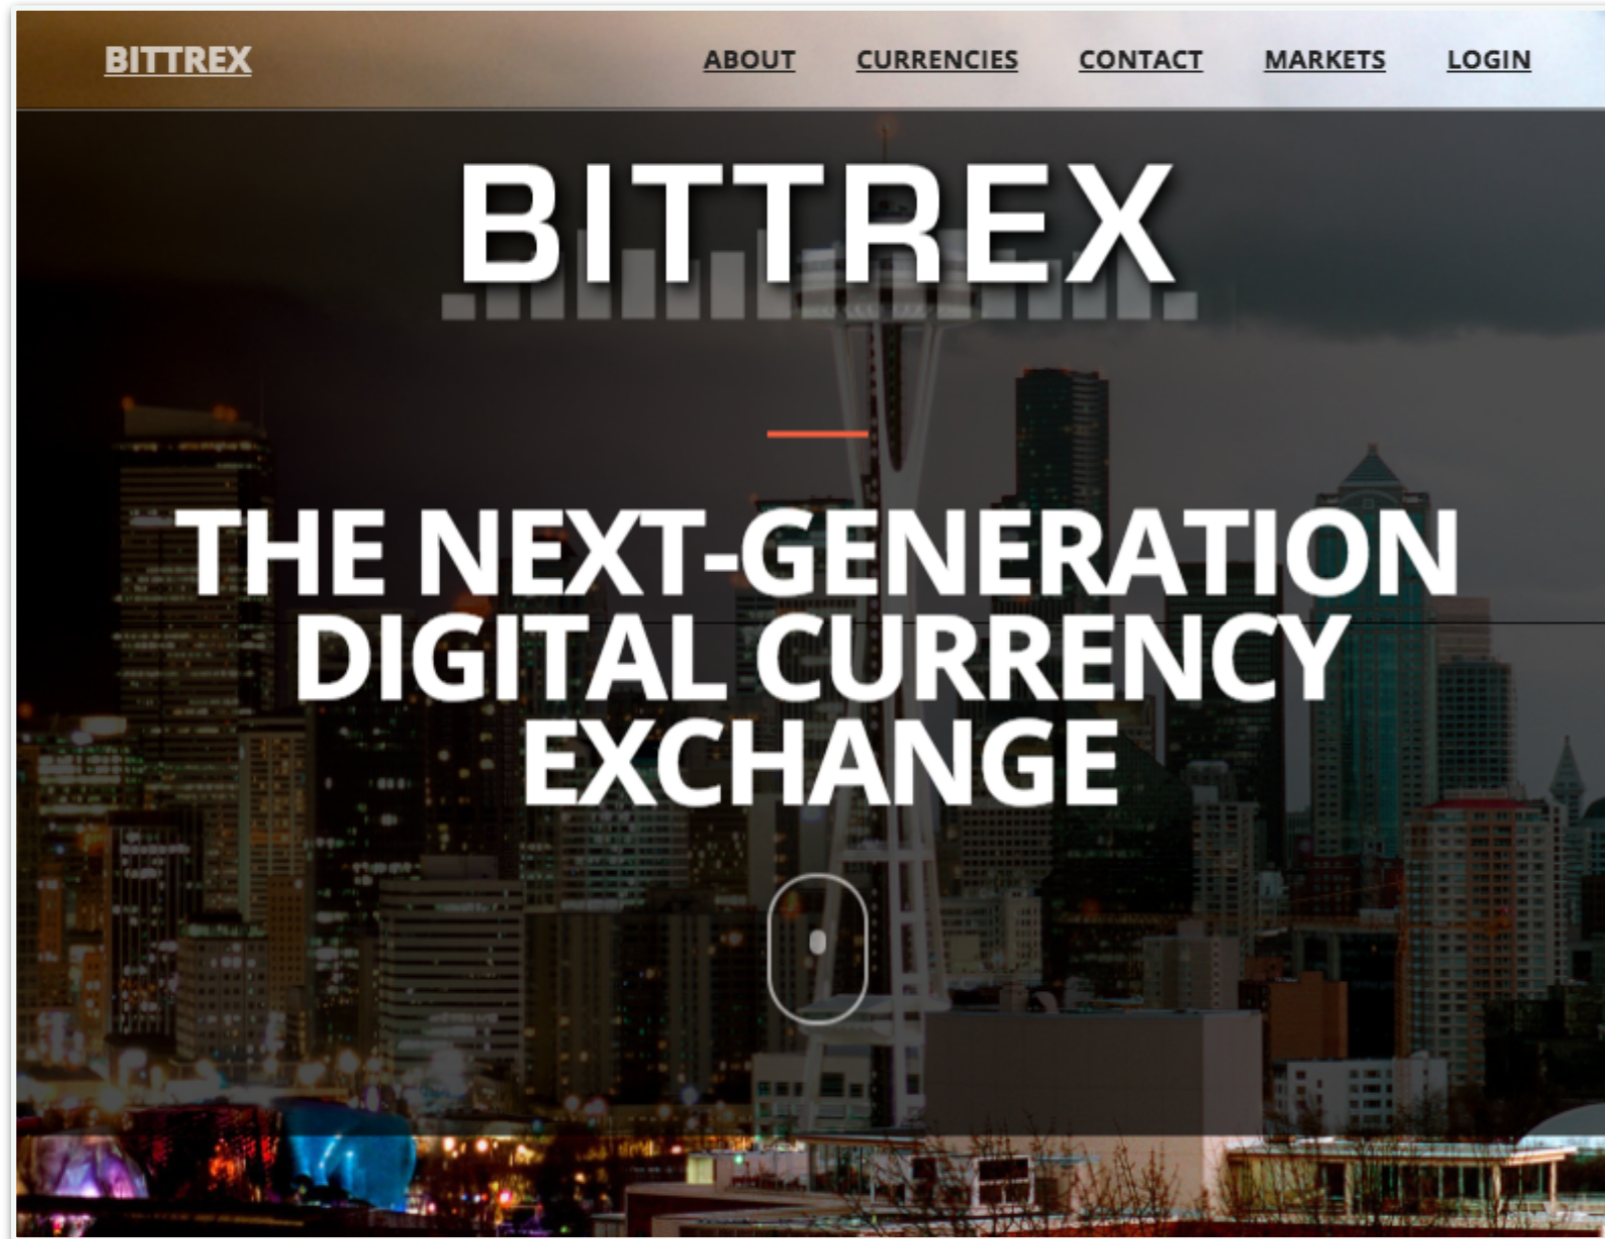 BITTREX
ABOUT CURRENCIES CONTACT MARKETS LOGIN
BITTREX
THE NEXT-GENERATION
DIGITAL CURRENCY
EXCHANGE